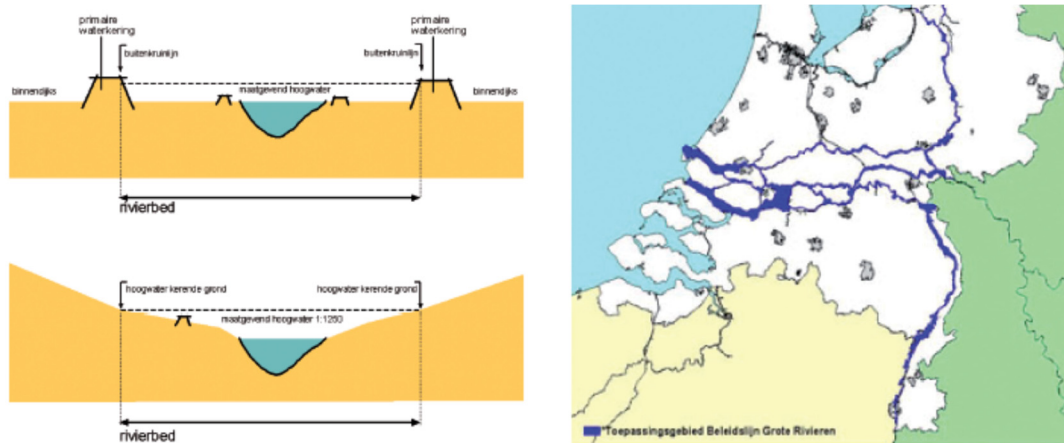 primaire
waterkering
primaire
waterkering
buitenkruinlijn
buitenkruinlijn
binnendijks
maatgevend hoogwater
binnendijks
rivierbed
hoogwater kerende grond
hoogwater kerende grond
maatgevend hoogwater 1:1250
rivierbed
Toepassingsgebied Beleidslijn Grote Rivieren